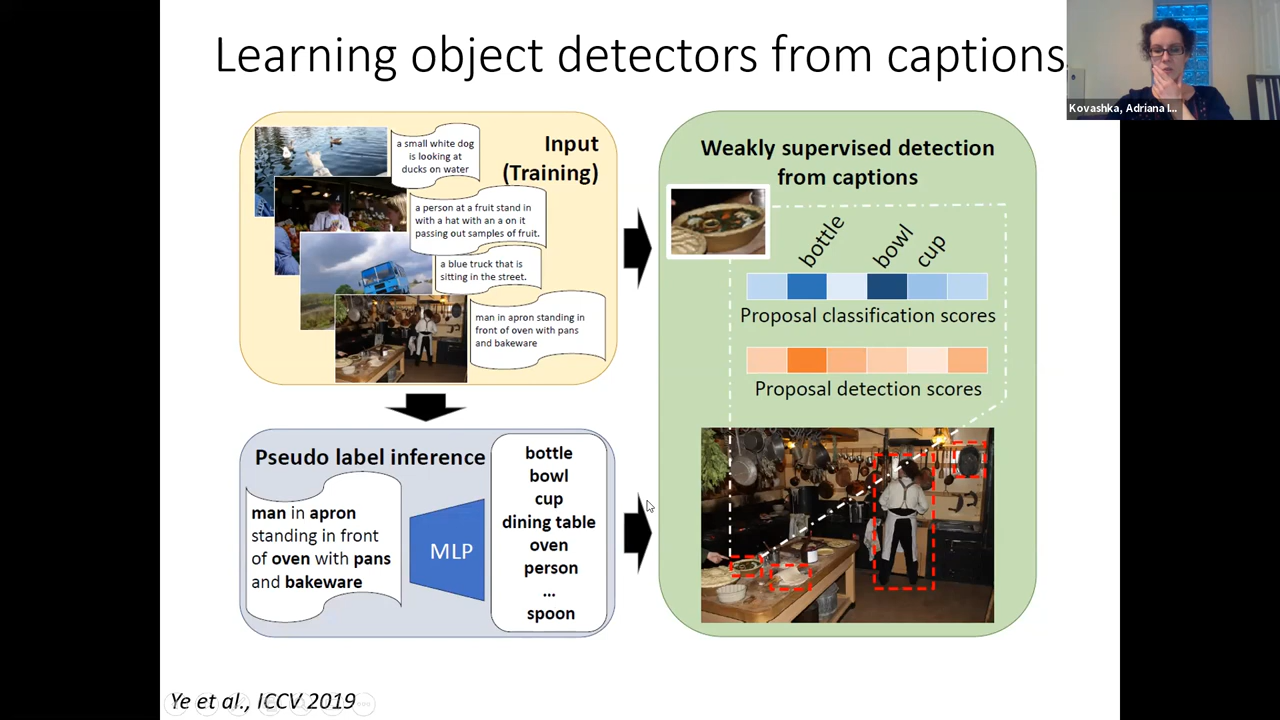 Learning object detectors from captions
Kovashka, Adriana I...
Input
(Training)
a small white dog
is looking at
ducks on water
a person at a fruit stand in
with a hat with an a on it
passing out samples of fruit.
a blue truck that is
sitting in the street.
man in apron standing in
front of oven with pans
and bakeware
Pseudo label inference
man in apron
standing in front
of oven with pans
and bakeware
MLP
bottle
bowl
cup
dining table
oven
person
...
spoon
Weakly supervised detection
from captions
bottle
bowl
cup
Proposal classification scores
Proposal detection scores
Ye et al., ICCV 2019